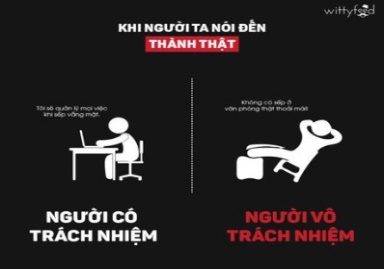 wittyfeed
KHI NGƯỜI TA NÓI ĐẾN
THÀNH THẬT
Tôi sẽ quản lý mọi việc
khi sếp vắng mặt.
Không có sếp ở
văn phòng thật thoải mái!
NGƯỜI CÓ
TRÁCH NHIỆM
NGƯỜI VÔ
TRÁCH NHIỆM